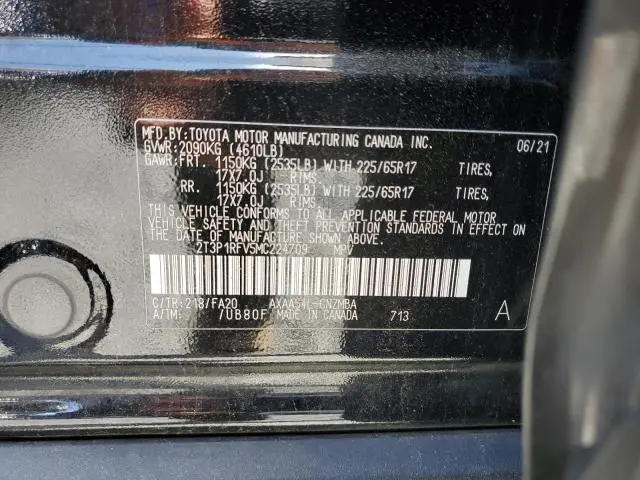 MFD.BY:TOYOTA MOTOR MANUFACTURING CANADA INC. 06/21
GVWR:2090KG (4610LB)
GAWR:FRT. 1150KG (2535LB) WITH 225/65R17 TIRES,
17X7.0J RIMS.
RR. 1150KG (2535LB) WITH 225/65R17 TIRES,
17X7.0J RIMS.
THIS VEHICLE CONFORMS TO ALL APPLICABLE FEDERAL MOTOR
VEHICLE SAFETY AND THEFT PREVENTION STANDARDS IN EFFECT ON
THE DATE OF MANUFACTURE SHOWN ABOVE.
2T3P1RFV5MC224709 MPV
C/TR:218/FA20 AXAA54L-CNZMBA
A/TM: /UB80F MADE IN CANADA 713 A